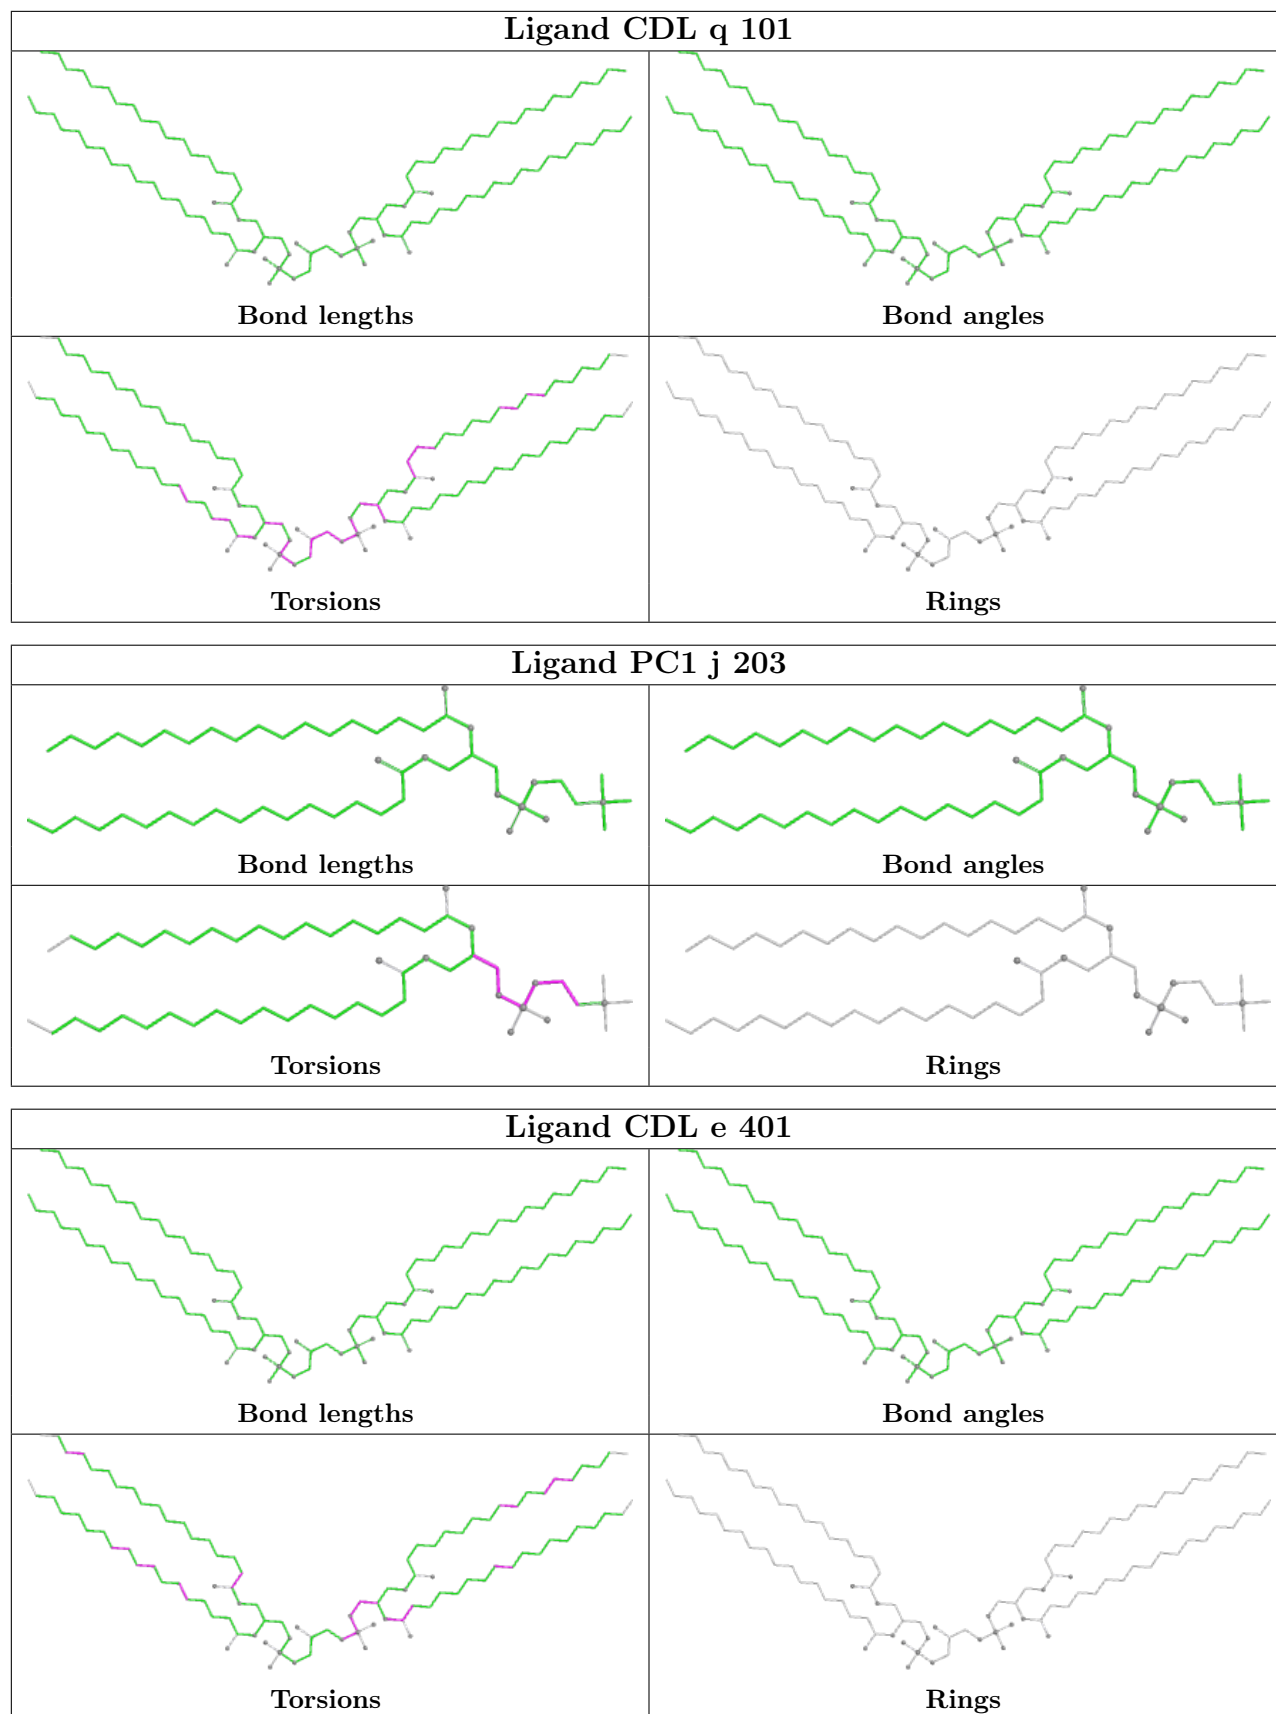 Ligand CDL q 101
Bond lengths
Bond angles
Torsions
Rings
Ligand PC1 j 203
Bond lengths
Bond angles
Torsions
Rings
Ligand CDL e 401
Bond lengths
Bond angles
Torsions
Rings